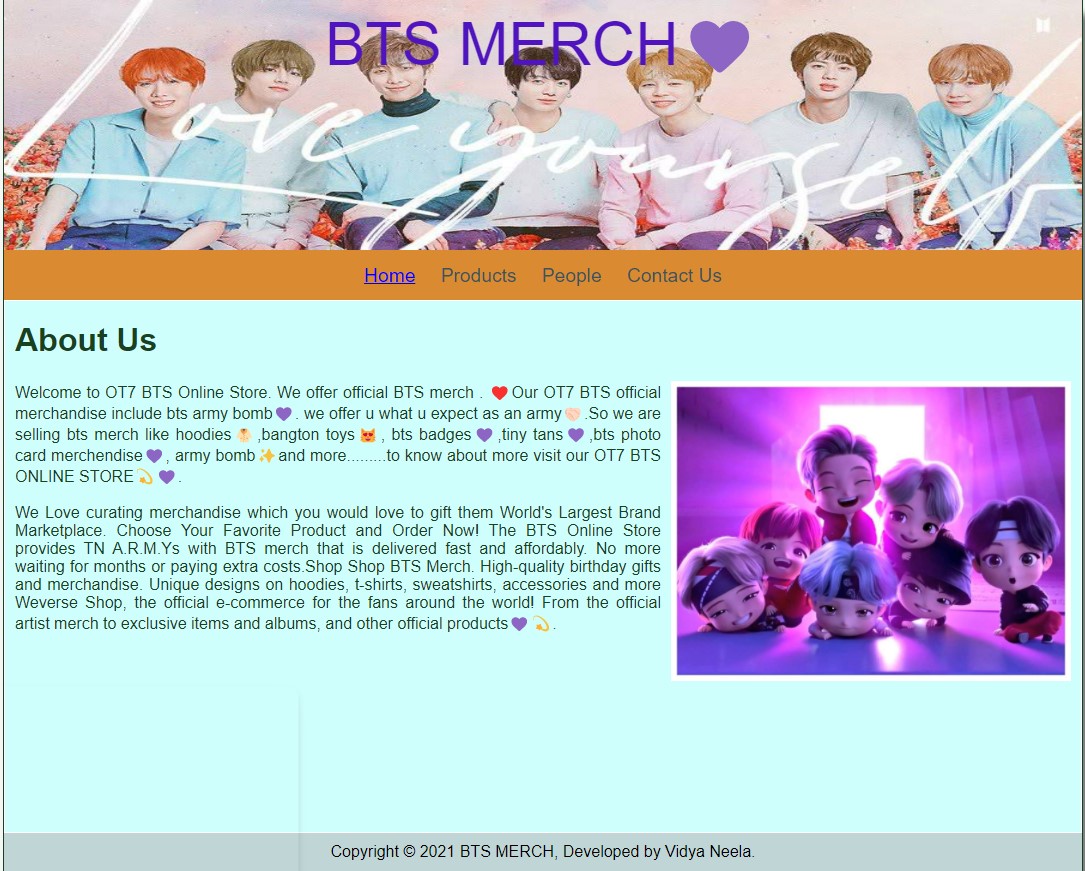 BTS MERCH💜
Love yourself
Home Products People Contact Us
About Us
Welcome to OT7 BTS Online Store. We offer official BTS merch . ❤️Our OT7 BTS official
merchandise include bts army bomb💜. we offer u what u expect as an army🤝🏻.So we are
selling bts merch like hoodies👌🏻,bangton toys😻, bts badges💜,tiny tans💜,bts photo
card merchendise💜, army bomb✨and more.........to know about more visit our OT7 BTS
ONLINE STORE💫💜.
We Love curating merchandise which you would love to gift them World's Largest Brand
Marketplace. Choose Your Favorite Product and Order Now! The BTS Online Store
provides TN A.R.M.Ys with BTS merch that is delivered fast and affordably. No more
waiting for months or paying extra costs.Shop Shop BTS Merch. High-quality birthday gifts
and merchandise. Unique designs on hoodies, t-shirts, sweatshirts, accessories and more
Weverse Shop, the official e-commerce for the fans around the world! From the official
artist merch to exclusive items and albums, and other official products💜💫.
Copyright © 2021 BTS MERCH, Developed by Vidya Neela.